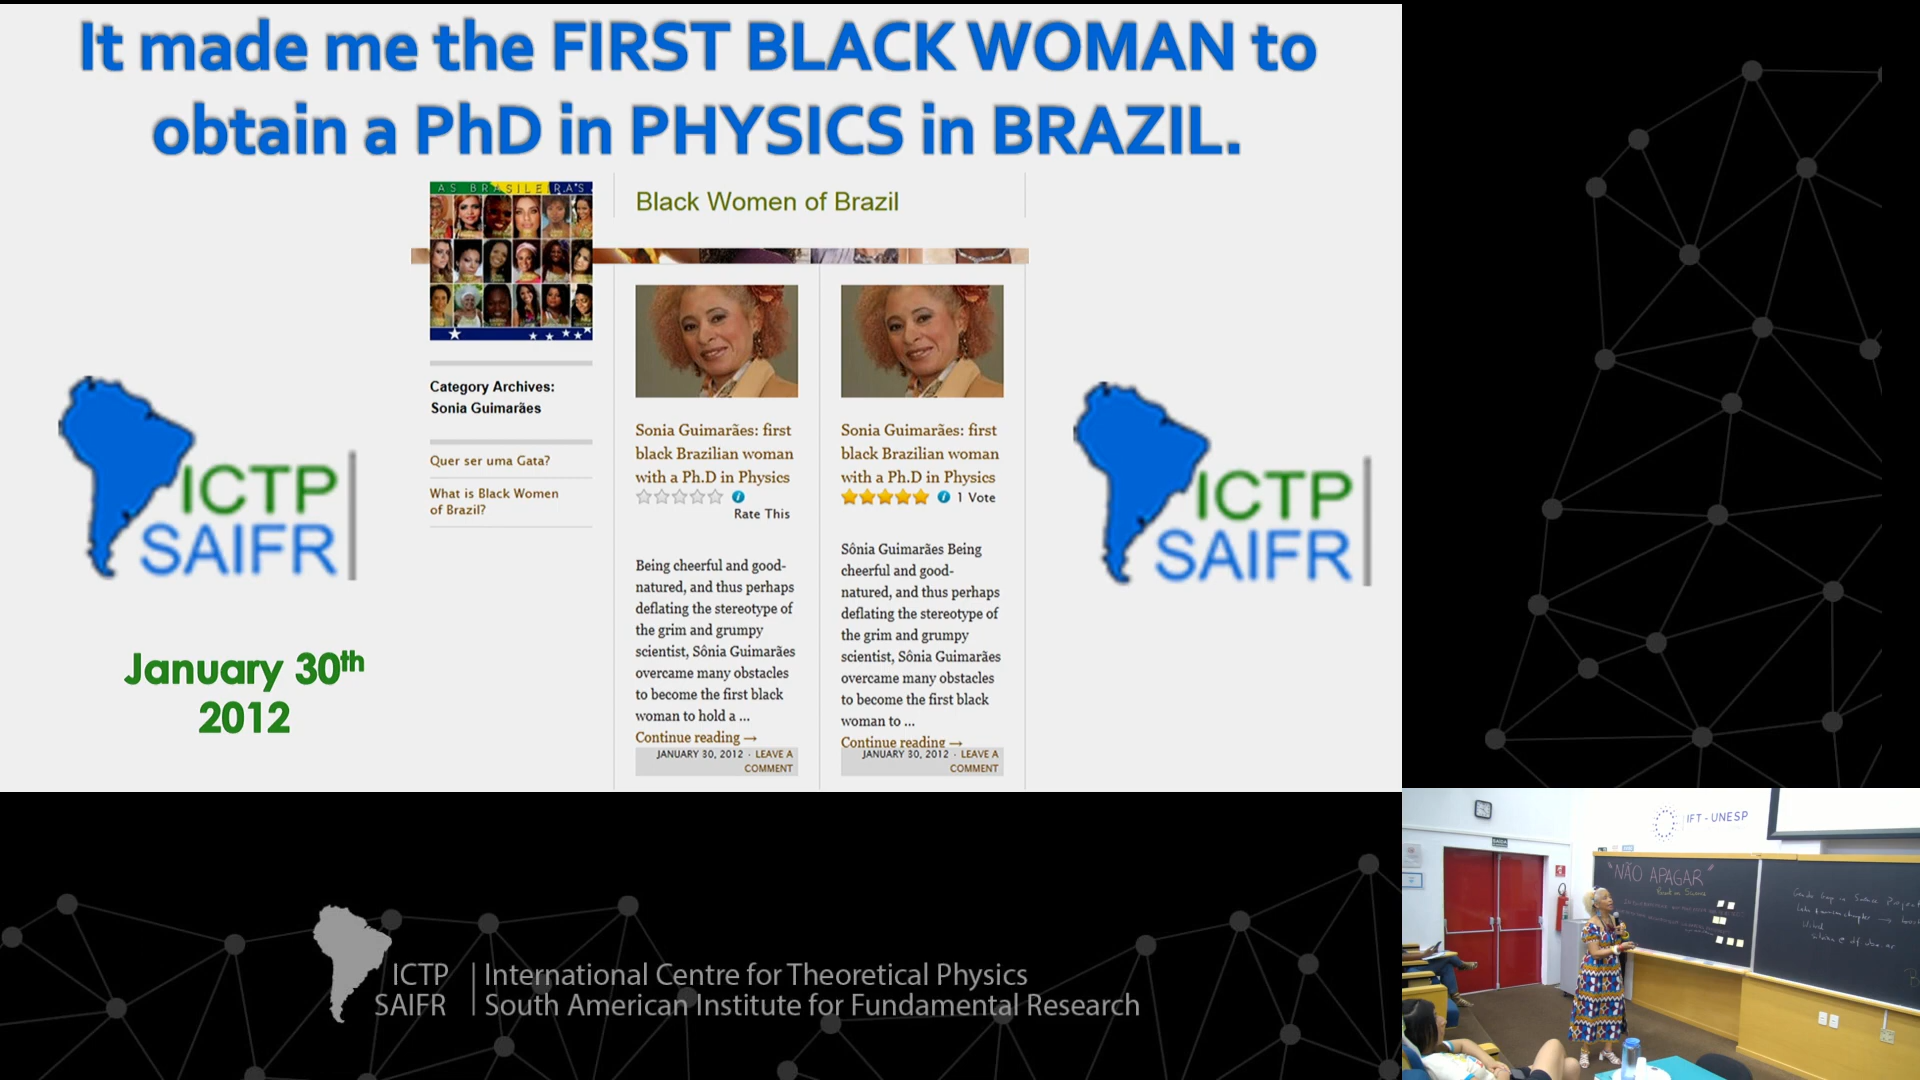 It made me the FIRST BLACK WOMAN to
obtain a PhD in PHYSICS in BRAZIL.
AS BRASILEIRAS
Black Women of Brazil
Category Archives:
Sonia Guimarães
Quer ser uma Gata?
What is Black Women
of Brazil?
Sonia Guimarães: first
black Brazilian woman
with a Ph.D in Physics
Rate This
Being cheerful and good-
natured, and thus perhaps
deflating the stereotype of
the grim and grumpy
scientist, Sônia Guimarães
overcame many obstacles
to become the first black
woman to hold a ...
Continue reading →
JANUARY 30, 2012 · LEAVE A
COMMENT
Sonia Guimarães: first
black Brazilian woman
with a Ph.D in Physics
1 Vote
Sônia Guimarães Being
cheerful and good-
natured, and thus perhaps
deflating the stereotype of
the grim and grumpy
scientist, Sônia Guimarães
overcame many obstacles
to become the first black
woman to ...
Continue reading →
JANUARY 30, 2012 · LEAVE A
COMMENT
ICTP
SAIFR
ICTP
SAIFR
January 30th
2012
IFT - UNESP
"NÃO APAGAR"
ICTP
SAIFR
International Centre for Theoretical Physics
South American Institute for Fundamental Research